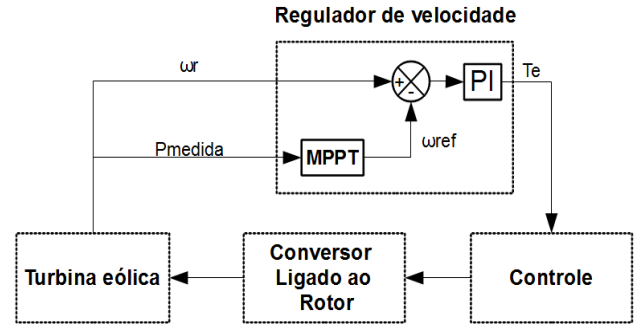 Regulador de velocidade
ωr
+
-
PI
Te
Pmedida
MPPT
ωref
Turbina eólica
Conversor
Ligado ao
Rotor
Controle